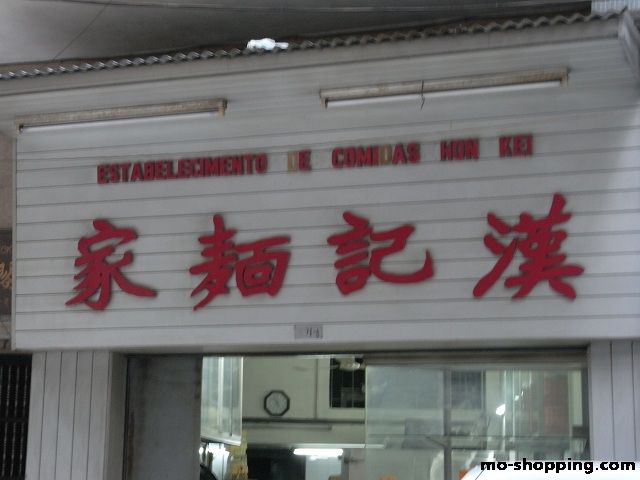 ESTABELECIMENTO DE COMIDAS HON KEI
家麵記漢
mo-shopping.com